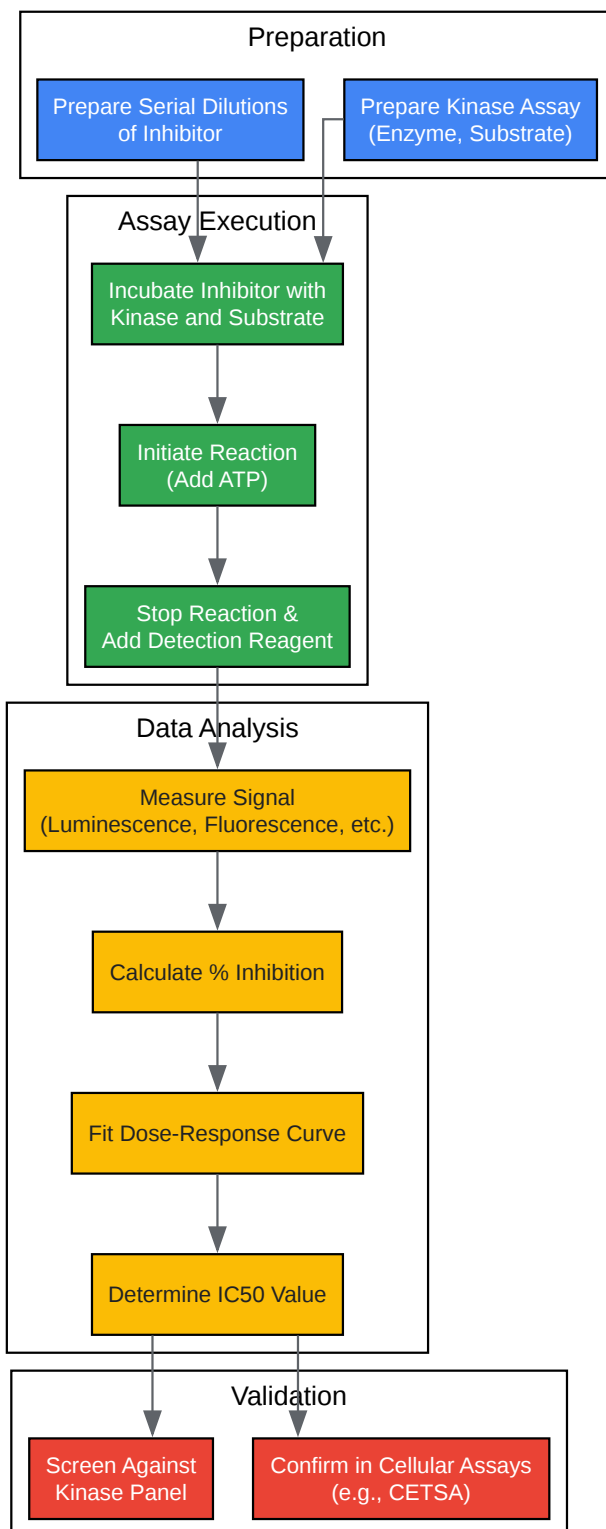 Preparation
Prepare Serial Dilutions
of Inhibitor
Prepare Kinase Assay
(Enzyme, Substrate)
Assay Execution
Incubate Inhibitor with
Kinase and Substrate
Initiate Reaction
(Add ATP)
Stop Reaction &
Add Detection Reagent
Data Analysis
Measure Signal
(Luminescence, Fluorescence, etc.)
Calculate % Inhibition
Fit Dose-Response Curve
Determine IC50 Value
Validation
Screen Against
Kinase Panel
Confirm in Cellular Assays
(e.g., CETSA)